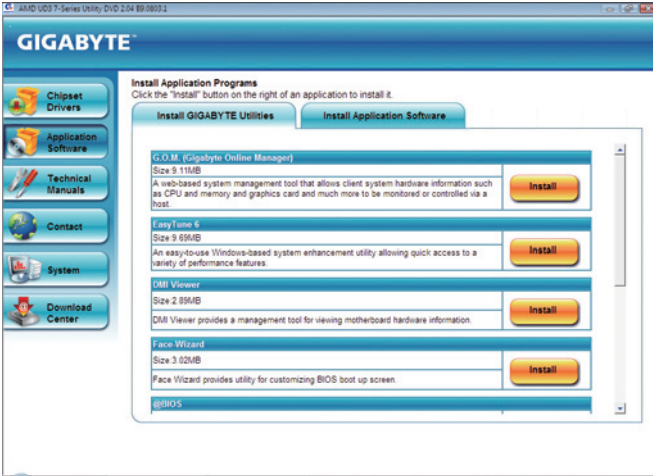 AMD UD3 7-Series Utility DVD 2.04 B9.0803.1
GIGABYTE™
Chipset
Drivers
Application
Software
Technical
Manuals
Contact
System
Download
Center
Install Application Programs
Click the "Install" button on the right of an application to install it.
Install GIGABYTE Utilities
Install Application Software
G.O.M. (Gigabyte Online Manager)
Size:9.11MB
A web-based system management tool that allows client system hardware information such
as CPU and memory and graphics card and much more to be monitored or controlled via a
host.
Install
EasyTune 6
Size:9.69MB
An easy-to-use Windows-based system enhancement utility allowing quick access to a
variety of performance features.
Install
DMI Viewer
Size:2.89MB
DMI Viewer provides a management tool for viewing motherboard hardware information.
Install
Face-Wizard
Size:3.02MB
Face Wizard provides utility for customizing BIOS boot up screen.
Install
@BIOS